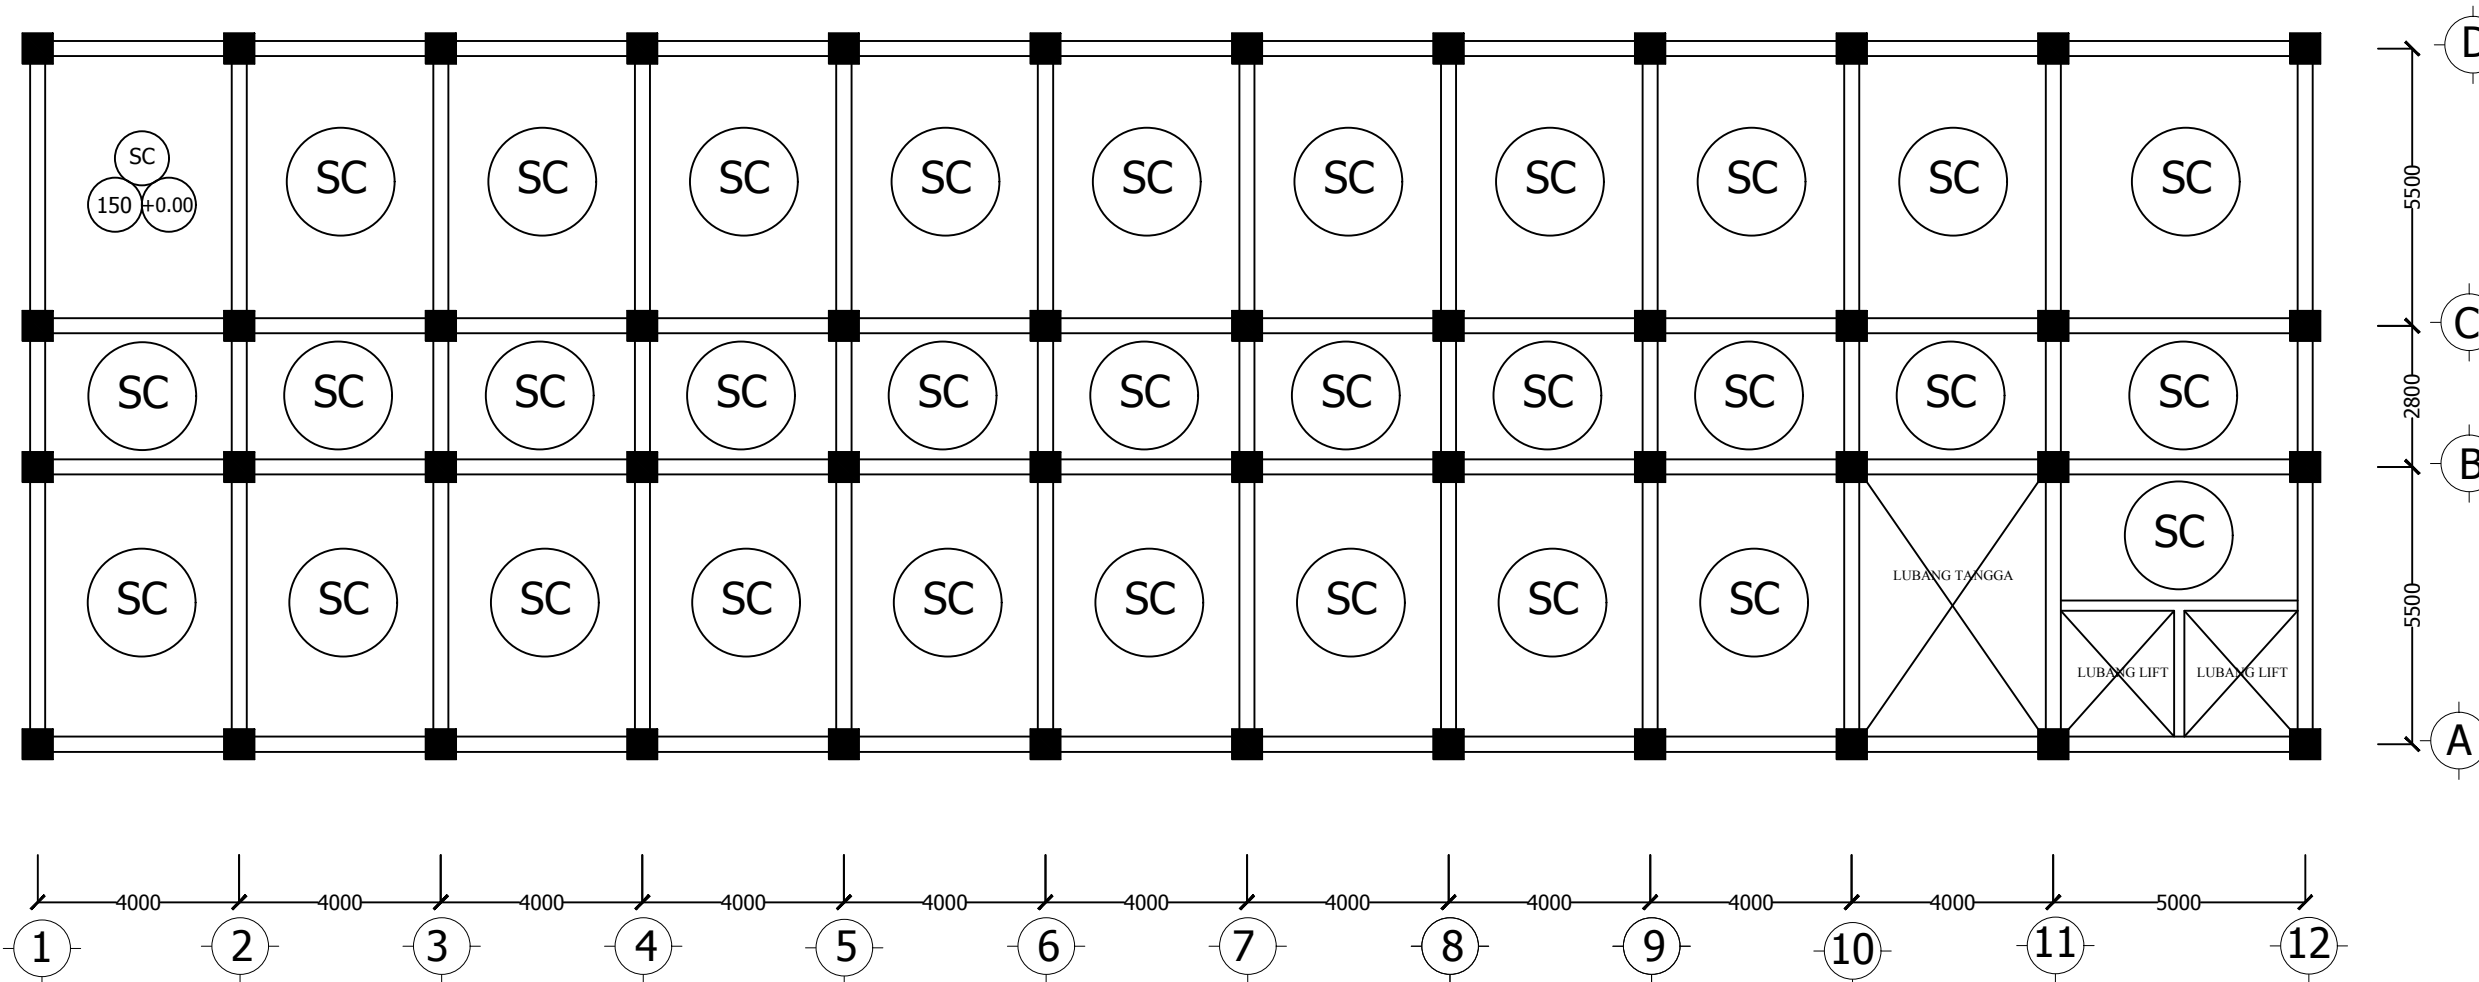 D
SC
150 +0.00
SC SC SC SC SC SC SC SC SC SC
5500
C
SC SC SC SC SC SC SC SC SC SC SC
2800
B
SC
SC SC SC SC SC SC SC SC SC
LUBANG TANGGA
5500
LUBANG LIFT LUBANG LIFT
A
4000 4000 4000 4000 4000 4000 4000 4000 4000 4000 5000
1 2 3 4 5 6 7 8 9 10 11 12